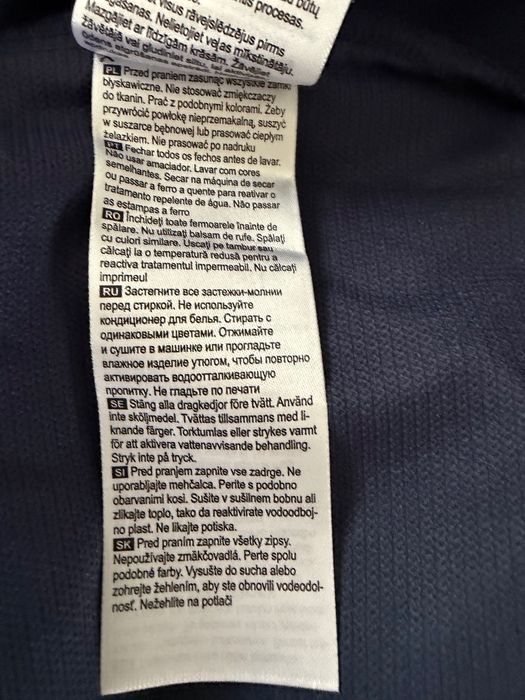 procesas.
visus rāvejslēdzējus pirms
Nelietojiet veļas mīkstinātāju.
Mazgājiet ar līdzīgām krāsām. Žāvējiet
PL Przed praniem zasunąć wszystkie zamki
błyskawiczne. Nie stosować zmiękczaczy
do tkanin. Prać z podobnymi kolorami. Żeby
przywrócić powłokę nieprzemakalną, suszyć
w suszarce bębnowej lub prasować ciepłym
żelazkiem. Nie prasować po nadruku
PT Fechar todos os fechos antes de lavar.
Não usar amaciador. Lavar com cores
semelhantes. Secar na máquina de secar
ou passar a ferro a quente para reativar o
tratamento repelente de água. Não passar
as estampas a ferro
RO Închideți toate fermoarele înainte de
spălare. Nu utilizați balsam de rufe. Spălați
cu culori similare. Uscați pe tambur sau
călcați la o temperatură redusă pentru a
reactiva tratamentul impermeabil. Nu călcați
imprimeul
RU Застегните все застежки-молнии
перед стиркой. Не используйте
кондиционер для белья. Стирать с
одинаковыми цветами. Отжимайте
и сушите в машинке или прогладьте
влажное изделие утюгом, чтобы повторно
активировать водоотталкивающую
пропитку. Не гладьте по печати
SE Stäng alla dragkedjor före tvätt. Använd
inte sköljmedel. Tvättas tillsammans med li-
knande färger. Torktumlas eller strykes varmt
för att aktivera vattenavvisande behandling.
Stryk inte på tryck.
SI Pred pranjem zapnite vse zadrge. Ne
uporabljajte mehčalca. Perite s podobno
obarvanimi kosi. Sušite v sušilnem bobnu ali
zlikajte toplo, tako da reaktivirate vodoodboj-
no plast. Ne likajte potiska.
SK Pred praním zapnite všetky zipsy.
Nepoužívajte zmäkčovadlá. Perte spolu
podobné farby. Vysušte do sucha alebo
zohrejte žehlením, aby ste obnovili vodeodol-
nosť. Nežehlite na potlači